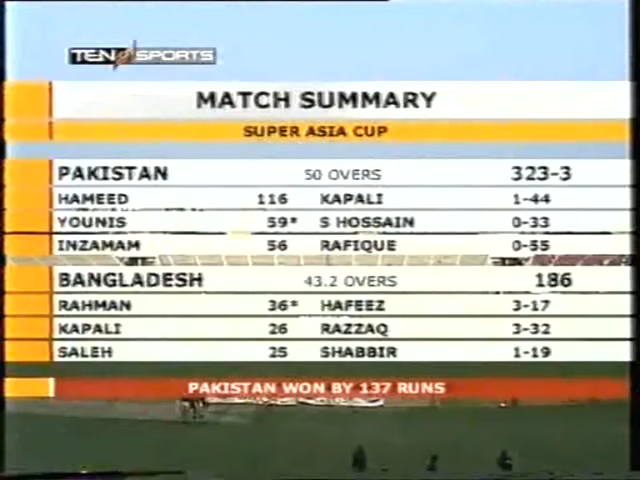 TEN SPORTS
MATCH SUMMARY
SUPER ASIA CUP
PAKISTAN 50 OVERS 323-3
HAMEED 116 KAPALI 1-44
YOUNIS 59* S HOSSAIN 0-33
INZAMAM 56 RAFIQUE 0-55
BANGLADESH 43.2 OVERS 186
RAHMAN 36* HAFEEZ 3-17
KAPALI 26 RAZZAQ 3-32
SALEH 25 SHABBIR 1-19
PAKISTAN WON BY 137 RUNS